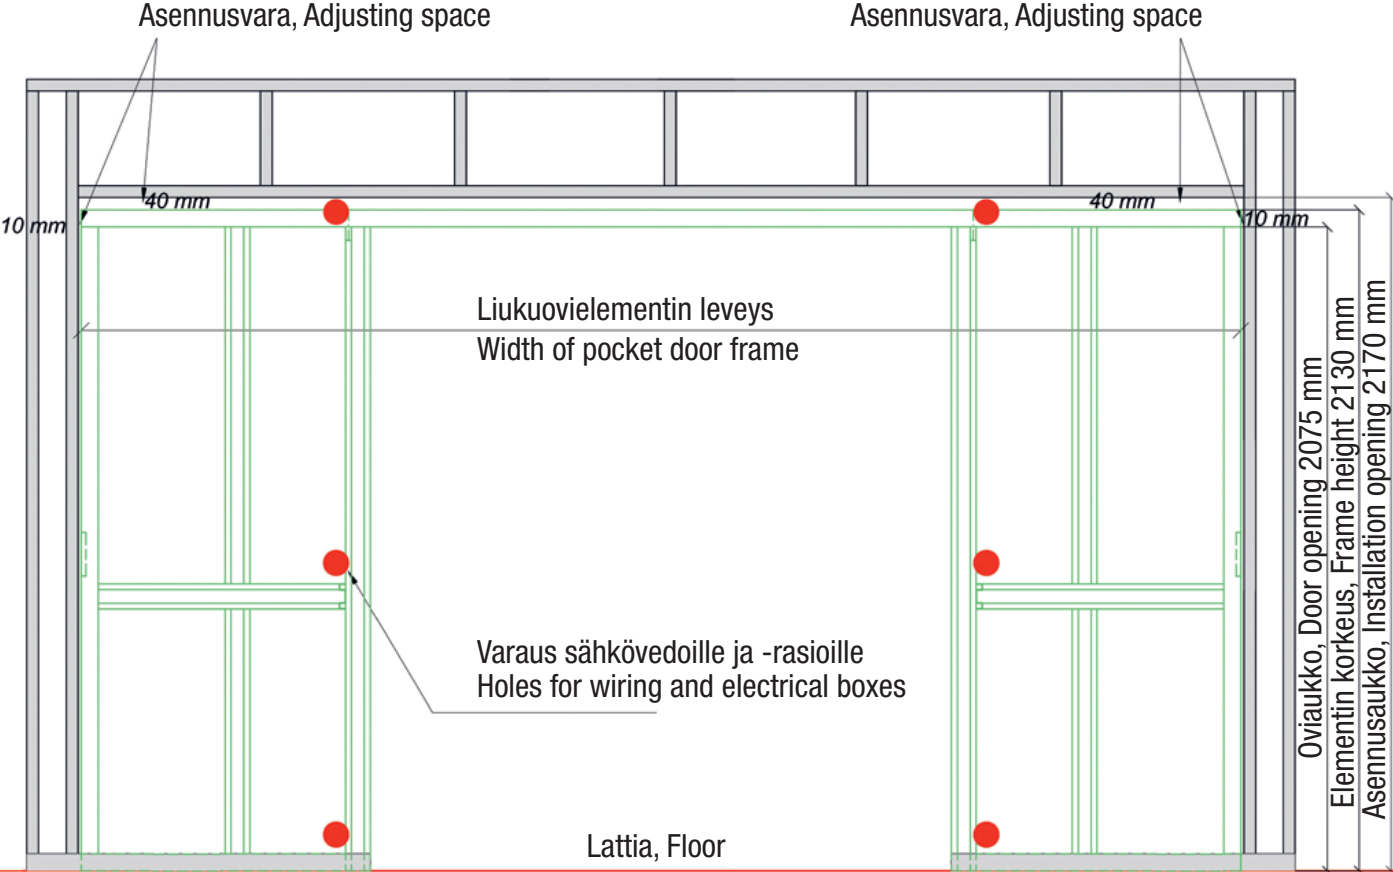 Asennusvara, Adjusting space
Asennusvara, Adjusting space
40 mm
40 mm
10 mm
10 mm
Liukuovielementin leveys
Width of pocket door frame
Oviaukko, Door opening 2075 mm
Elementin korkeus, Frame height 2130 mm
Asennusaukko, Installation opening 2170 mm
Varaus sähkövedoille ja -rasioille
Holes for wiring and electrical boxes
Lattia, Floor